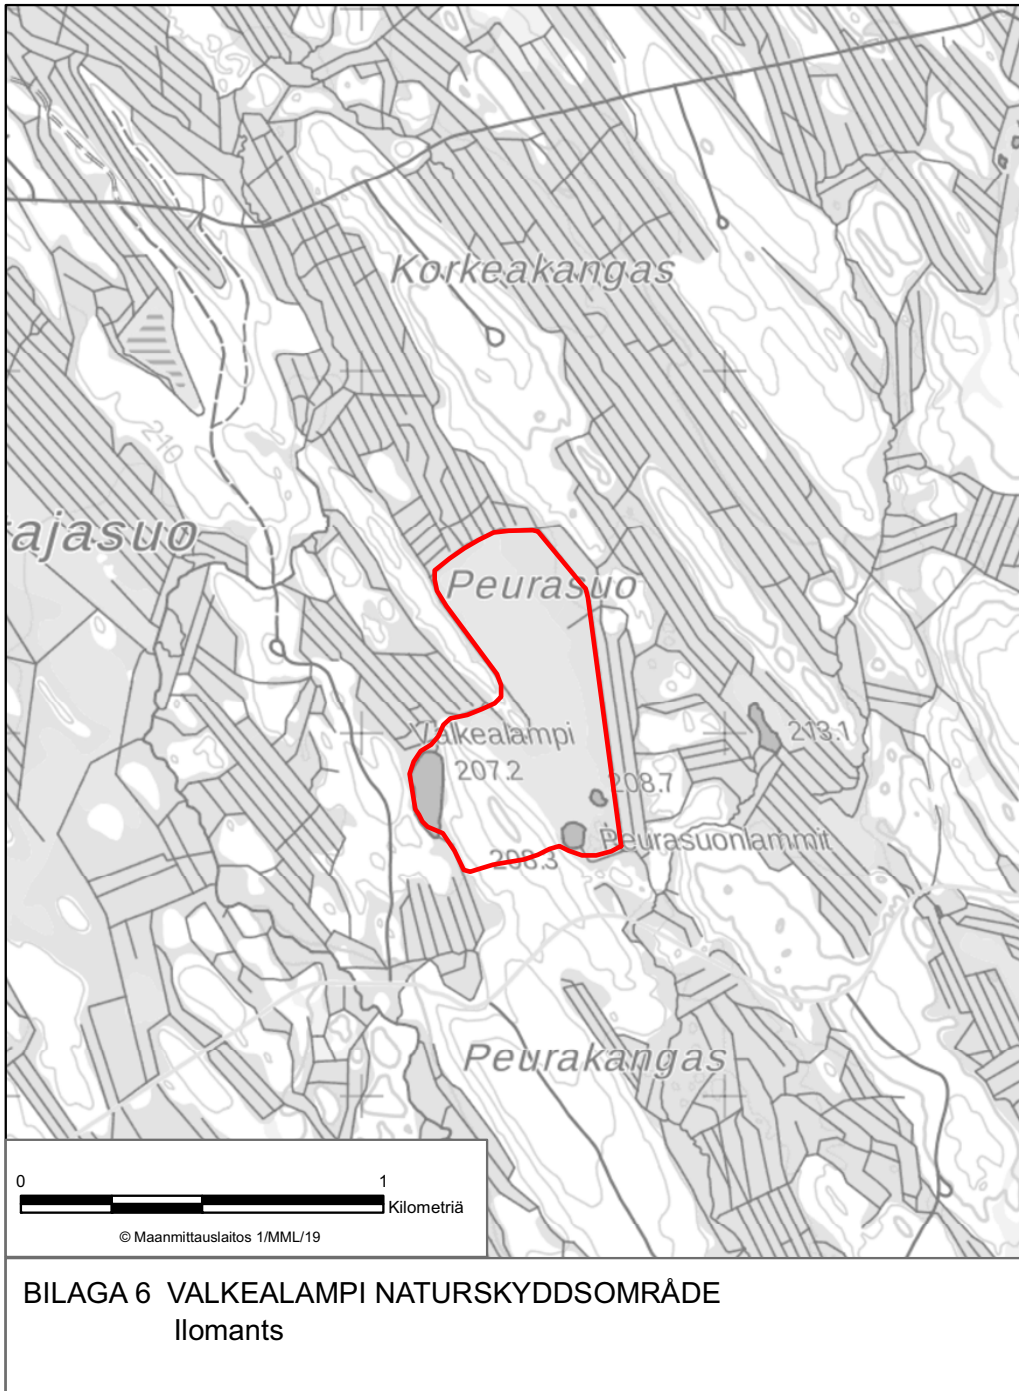 Korkeakangas
210
ajasuo
Peurasuo
Valkealampi
207.2
213.1
208.7
Peurasuonlammit
208.3
Peurakangas
0 1
Kilometriä
© Maanmittauslaitos 1/MML/19
BILAGA 6 VALKEALAMPI NATURSKYDDSOMRÅDE
Ilomants